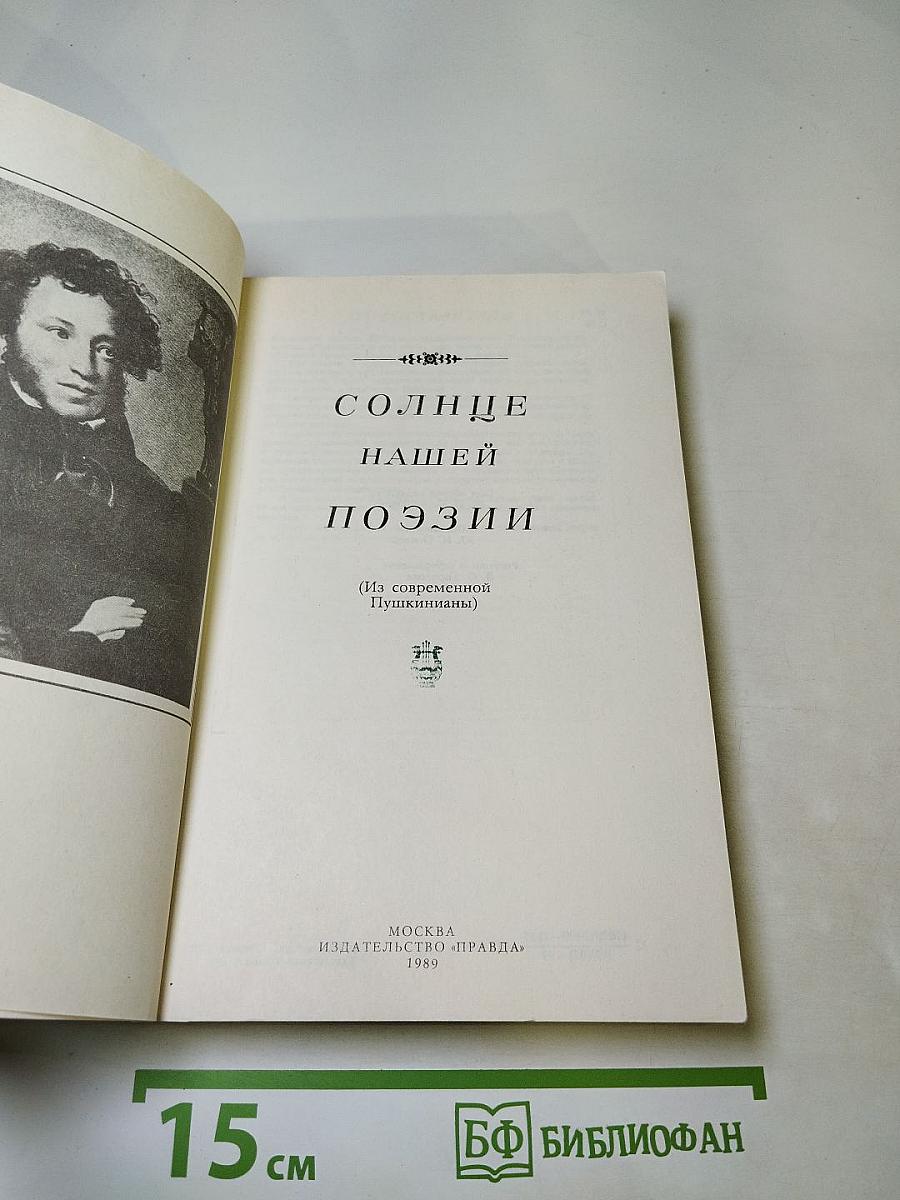 СОЛНЦЕ
НАШЕЙ
ПОЭЗИИ
(Из современной
Пушкинианы)
МОСКВА
ИЗДАТЕЛЬСТВО «ПРАВДА»
1989
15 см
БФ БИБЛИОФАН